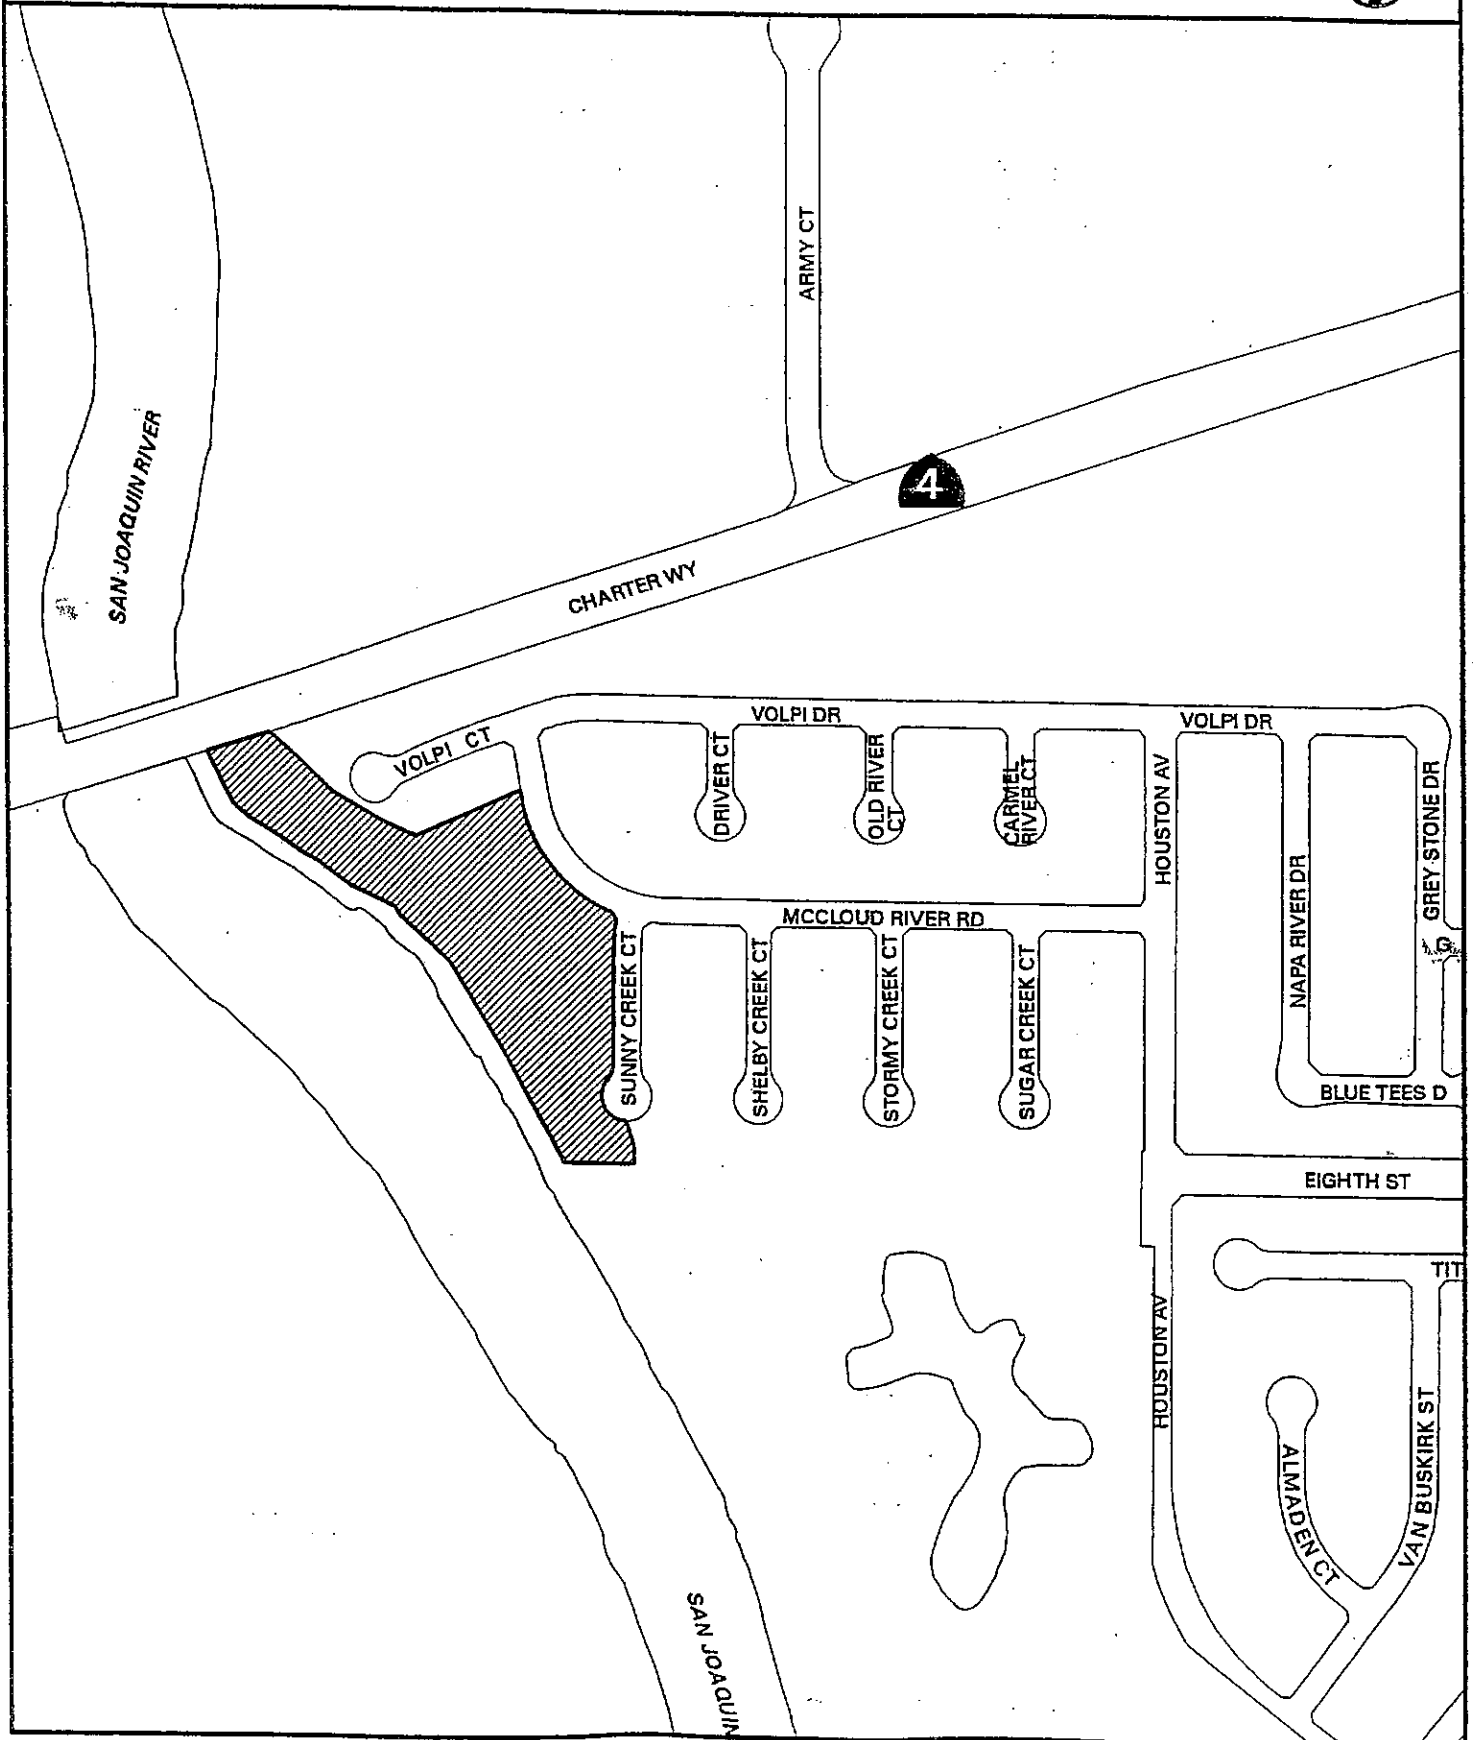 ARMY CT
SAN JOAQUIN RIVER
4
CHARTER WY
VOLPI CT
VOLPI DR
VOLPI DR
DRIVER CT
OLD RIVER
CT
CARMEL
RIVER CT
HOUSTON AV
NAPA RIVER DR
GREY STONE DR
MCCLOUD RIVER RD
G
SUNNY CREEK CT
SHELBY CREEK CT
STORMY CREEK CT
SUGAR CREEK CT
BLUE TEES D
EIGHTH ST
TIT
HOUSTON AV
ALMADEN CT
VAN BUSKIRK ST
SAN JOAQUIN